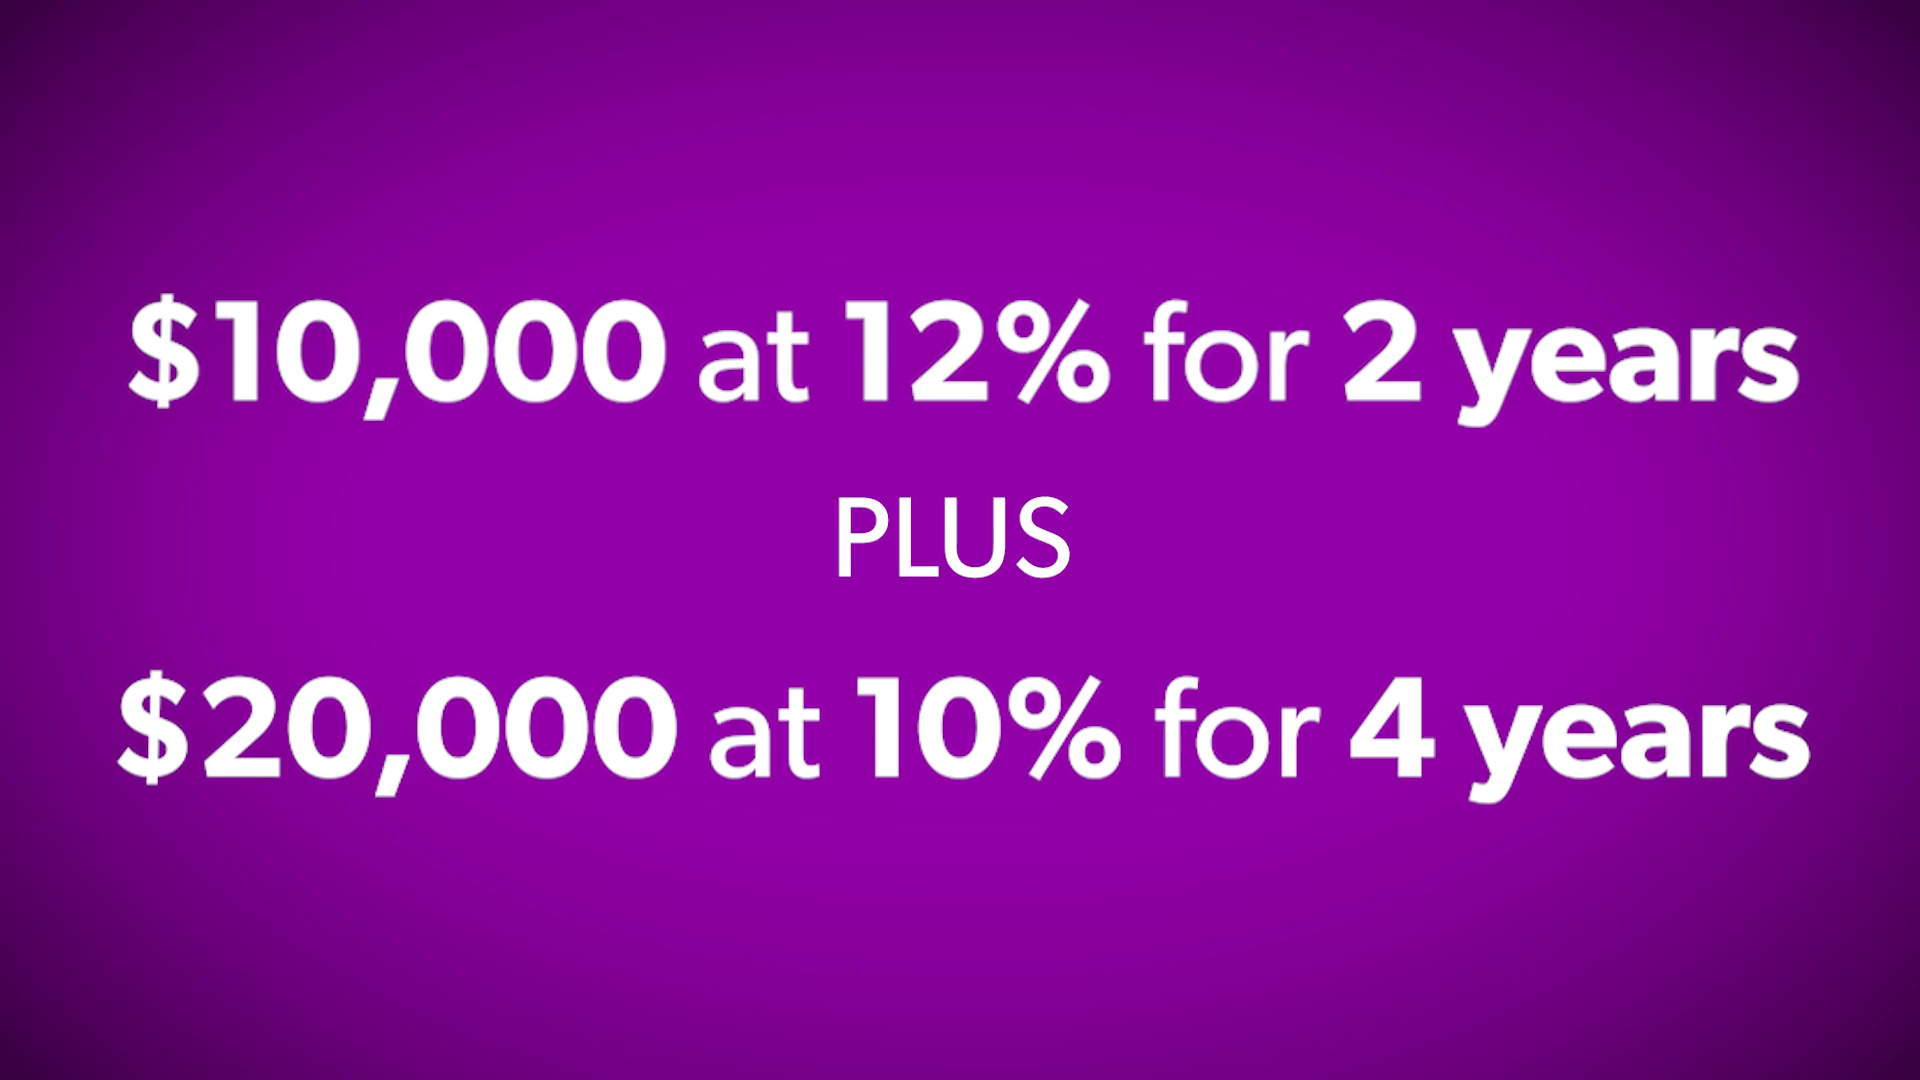 $10,000 at 12% for 2 years
PLUS
$20,000 at 10% for 4 years